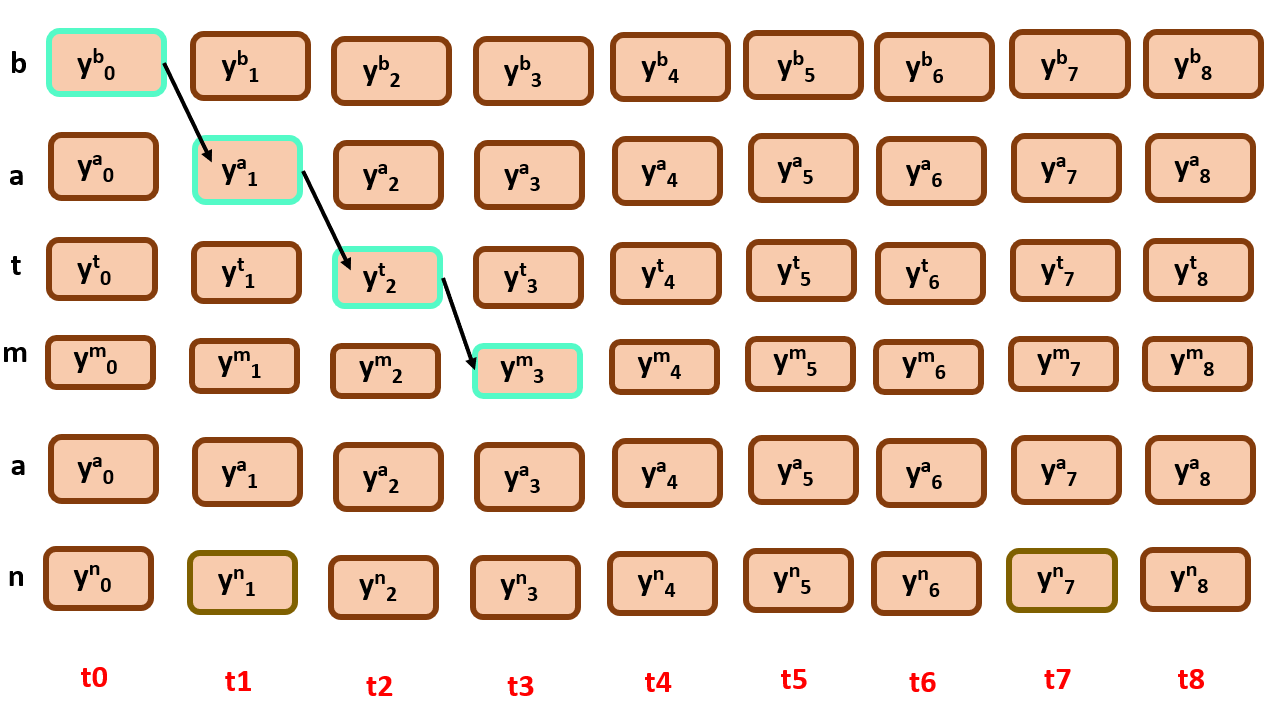 b y^b_0 y^b_1 y^b_2 y^b_3 y^b_4 y^b_5 y^b_6 y^b_7 y^b_8
a y^a_0 y^a_1 y^a_2 y^a_3 y^a_4 y^a_5 y^a_6 y^a_7 y^a_8
t y^t_0 y^t_1 y^t_2 y^t_3 y^t_4 y^t_5 y^t_6 y^t_7 y^t_8
m y^m_0 y^m_1 y^m_2 y^m_3 y^m_4 y^m_5 y^m_6 y^m_7 y^m_8
a y^a_0 y^a_1 y^a_2 y^a_3 y^a_4 y^a_5 y^a_6 y^a_7 y^a_8
n y^n_0 y^n_1 y^n_2 y^n_3 y^n_4 y^n_5 y^n_6 y^n_7 y^n_8
t0 t1 t2 t3 t4 t5 t6 t7 t8